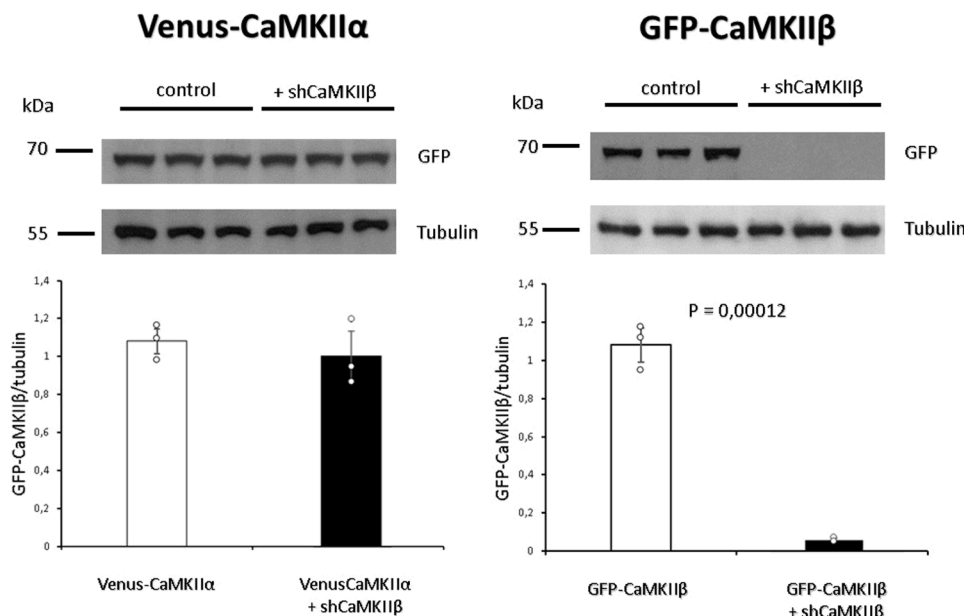 Venus-CaMKIIα
control
+ shCaMKIIβ
kDa
70
GFP
55
Tubulin
GFP-CaMKIIβ/tubulin
1,4
1,2
1
0,8
0,6
0,4
0,2
0
Venus-CaMKIIα
VenusCaMKIIα
+ shCaMKIIβ
GFP-CaMKIIβ
control
+ shCaMKIIβ
kDa
70
GFP
55
Tubulin
GFP-CaMKIIβ/tubulin
1,4
1,2
1
0,8
0,6
0,4
0,2
0
P = 0,00012
GFP-CaMKIIβ
GFP-CaMKIIβ
+ shCaMKIIβ